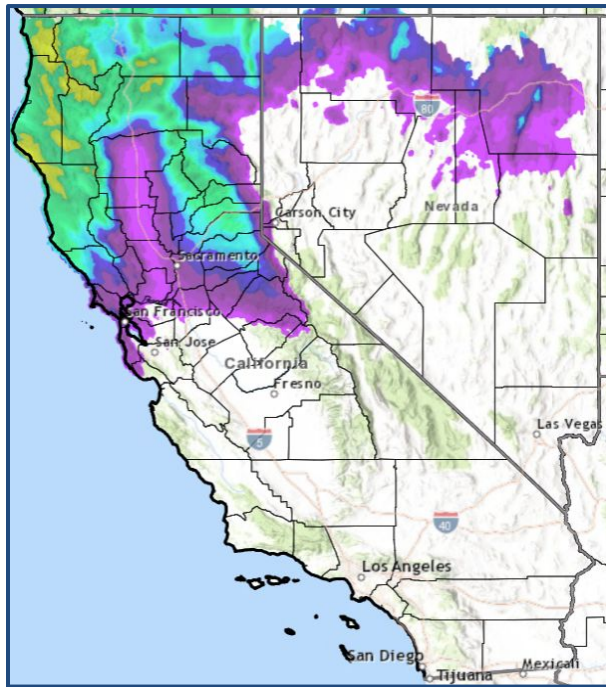 80
Carson City
Nevada
Sacramento
San Francisco
San Jose
California
Fresno
Las Vegas
5
40
Los Angeles
San Diego
Mexicali
Tijuana